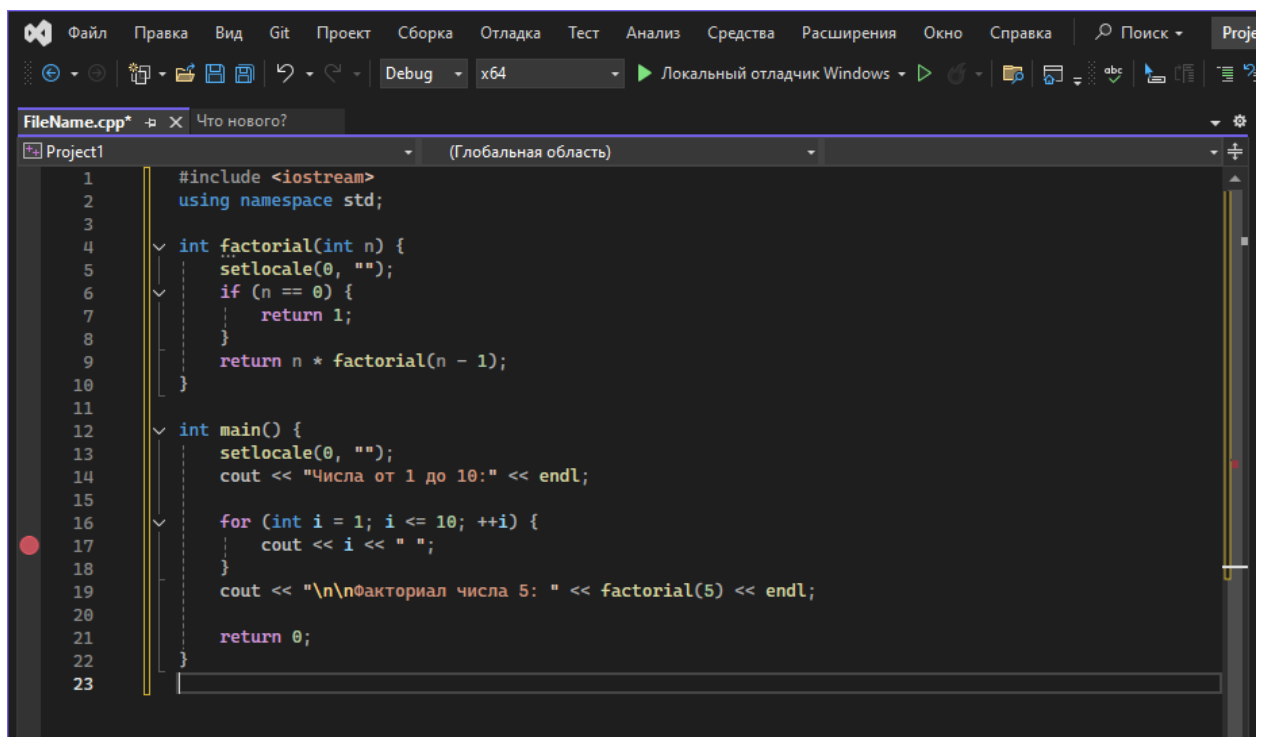 Файл Правка Вид Git Проект Сборка Отладка Тест Анализ Средства Расширения Окно Справка Поиск Proje
Debug x64 Локальный отладчик Windows abc
FileName.cpp* Что нового?
Project1 (Глобальная область)
1 #include <iostream>
2 using namespace std;
3
4 int factorial(int n) {
5 setlocale(0, "");
6 if (n == 0) {
7 return 1;
8 }
9 return n * factorial(n - 1);
10 }
11
12 int main() {
13 setlocale(0, "");
14 cout << "Числа от 1 до 10:" << endl;
15
16 for (int i = 1; i <= 10; ++i) {
17 cout << i << " ";
18 }
19 cout << "\n\nФакториал числа 5: " << factorial(5) << endl;
20
21 return 0;
22 }
23